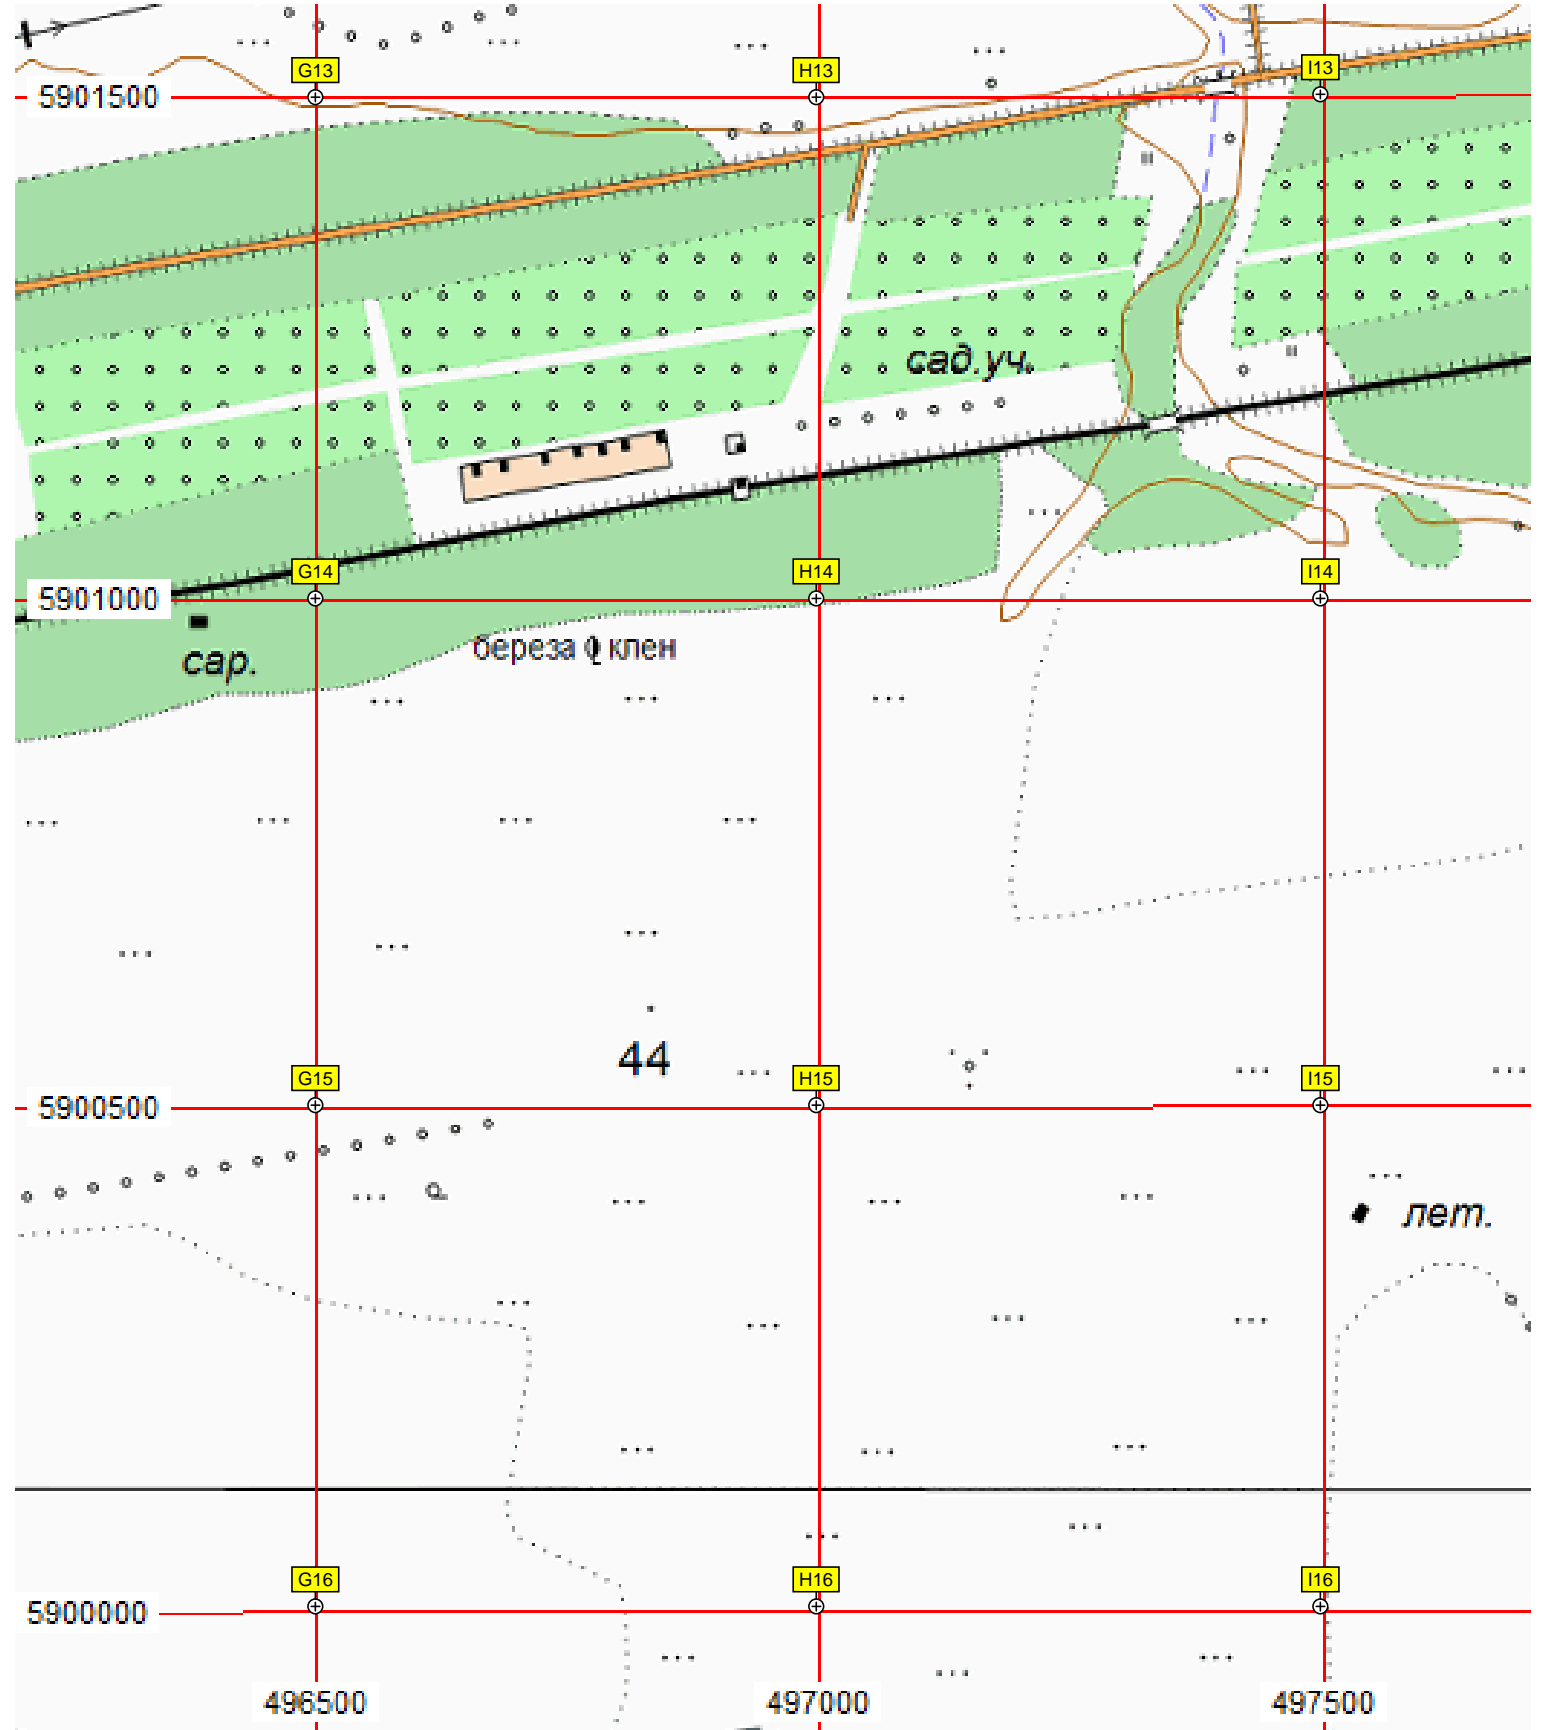 G13
H13
I13
5901500
сад.уч.
G14
H14
I14
5901000
береза
клен
сар.
44
G15
H15
I15
5900500
лет.
G16
H16
I16
5900000
496500
497000
497500